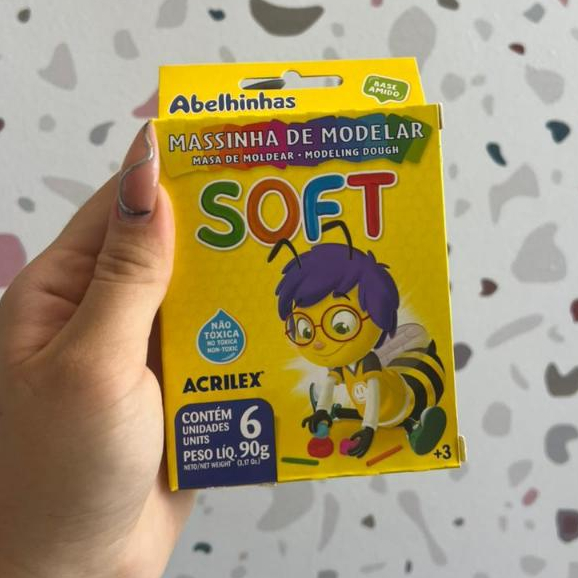 BASE
AMIDO
Abelhinhas
MASSINHA DE MODELAR
MASA DE MOLDEAR • MODELING DOUGH
SOFT
NÃO
TÓXICA
NO TÓXICA
NON-TOXIC
ACRILEX
CONTÉM 6
UNIDADES
UNITS
PESO LÍQ. 90g
NETO/NET WEIGHT (3,17 Oz.)
+3